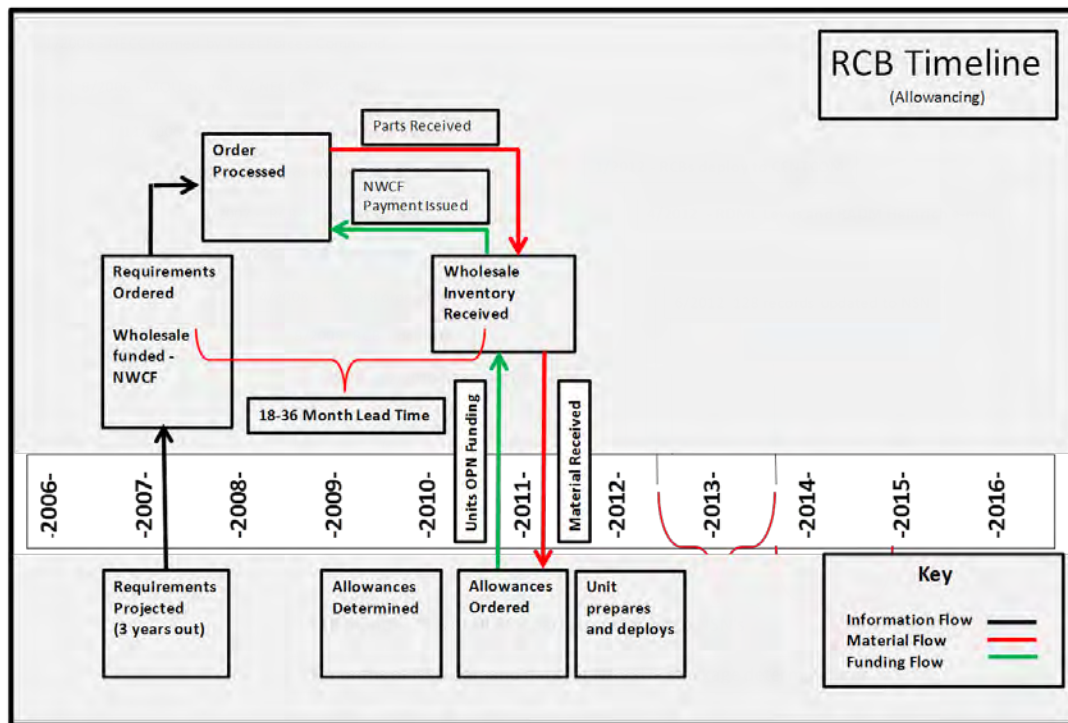 RCB Timeline
(Allowancing)
Parts Received
Order
Processed
NWCF
Payment Issued
Requirements
Ordered
Wholesale
funded -
NWCF
Wholesale
Inventory
Received
18-36 Month Lead Time
Units OPN Funding
Material Received
-2006-
-2007-
-2008-
-2009-
-2010-
-2011-
-2012-
-2013-
-2014-
-2015-
-2016-
Requirements
Projected
(3 years out)
Allowances
Determined
Allowances
Ordered
Unit
prepares
and deploys
Key
Information Flow
Material Flow
Funding Flow